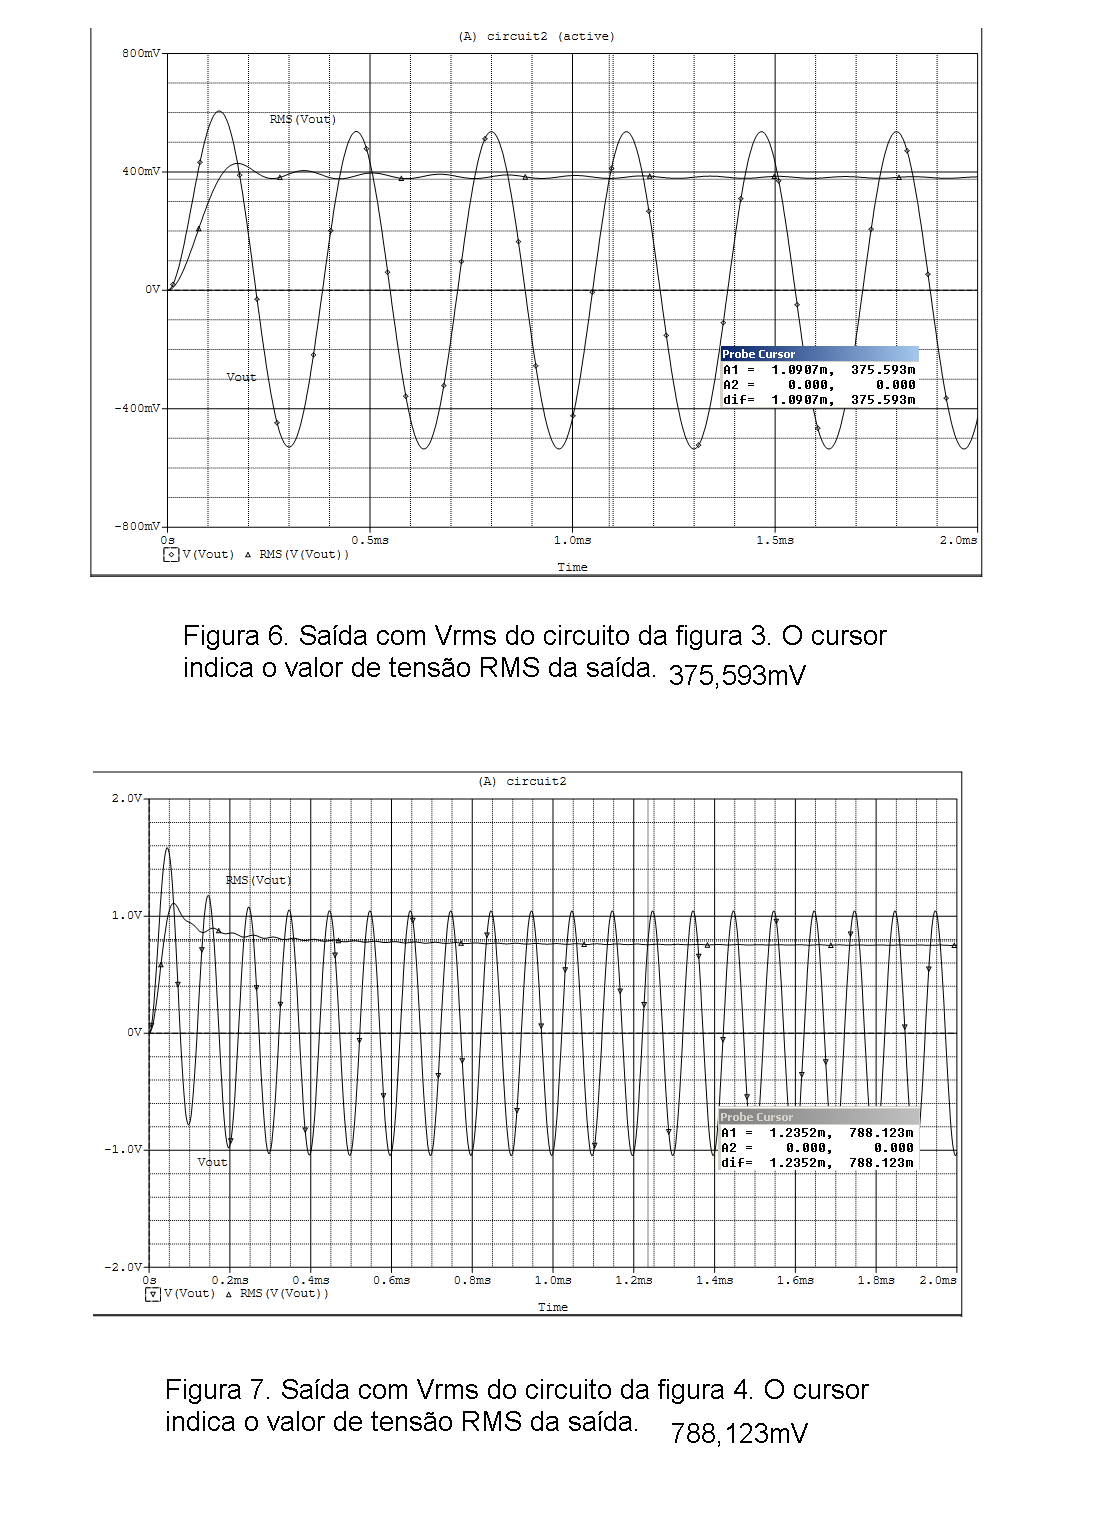 (A) circuit2 (active)
800mV
RMS(Vout)
400mV
0V
Probe Cursor
A1 = 1.0907m, 375.593m
A2 = 0.000, 0.000
dif= 1.0907m, 375.593m
Vout
-400mV
-800mV
0s 0.5ms 1.0ms 1.5ms 2.0ms
V(Vout) RMS(V(Vout))
Time
Figura 6. Saída com Vrms do circuito da figura 3. O cursor
indica o valor de tensão RMS da saída. 375,593mV
(A) circuit2
2.0V
RMS(Vout)
1.0V
0V
Probe Cursor
A1 = 1.2352m, 788.123m
A2 = 0.000, 0.000
dif= 1.2352m, 788.123m
-1.0V
Vout
-2.0V
0s 0.2ms 0.4ms 0.6ms 0.8ms 1.0ms 1.2ms 1.4ms 1.6ms 1.8ms 2.0ms
V(Vout) RMS(V(Vout))
Time
Figura 7. Saída com Vrms do circuito da figura 4. O cursor
indica o valor de tensão RMS da saída. 788,123mV